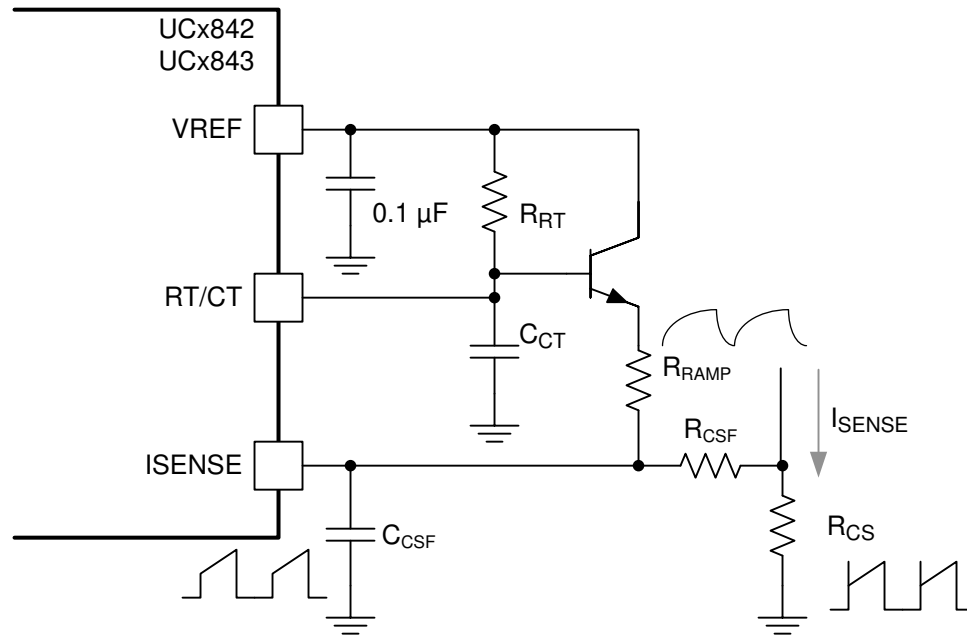 UCx842
UCx843
VREF
0.1 µF
RRT
RT/CT
CCT
RRAMP
ISENSE
RCSF
ISENSE
CCSF
RCS